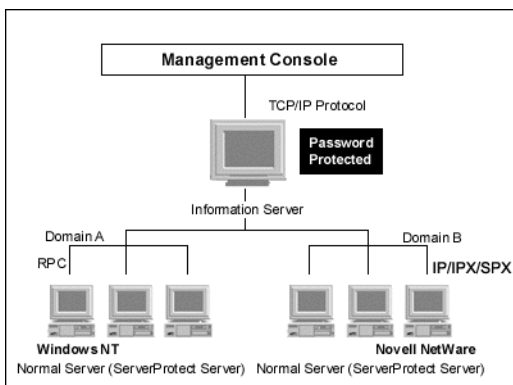 Management Console
TCP/IP Protocol
Password
Protected
Information Server
Domain A
Domain B
RPC
IP/IPX/SPX
Windows NT
Novell NetWare
Normal Server (ServerProtect Server)
Normal Server (ServerProtect Server)